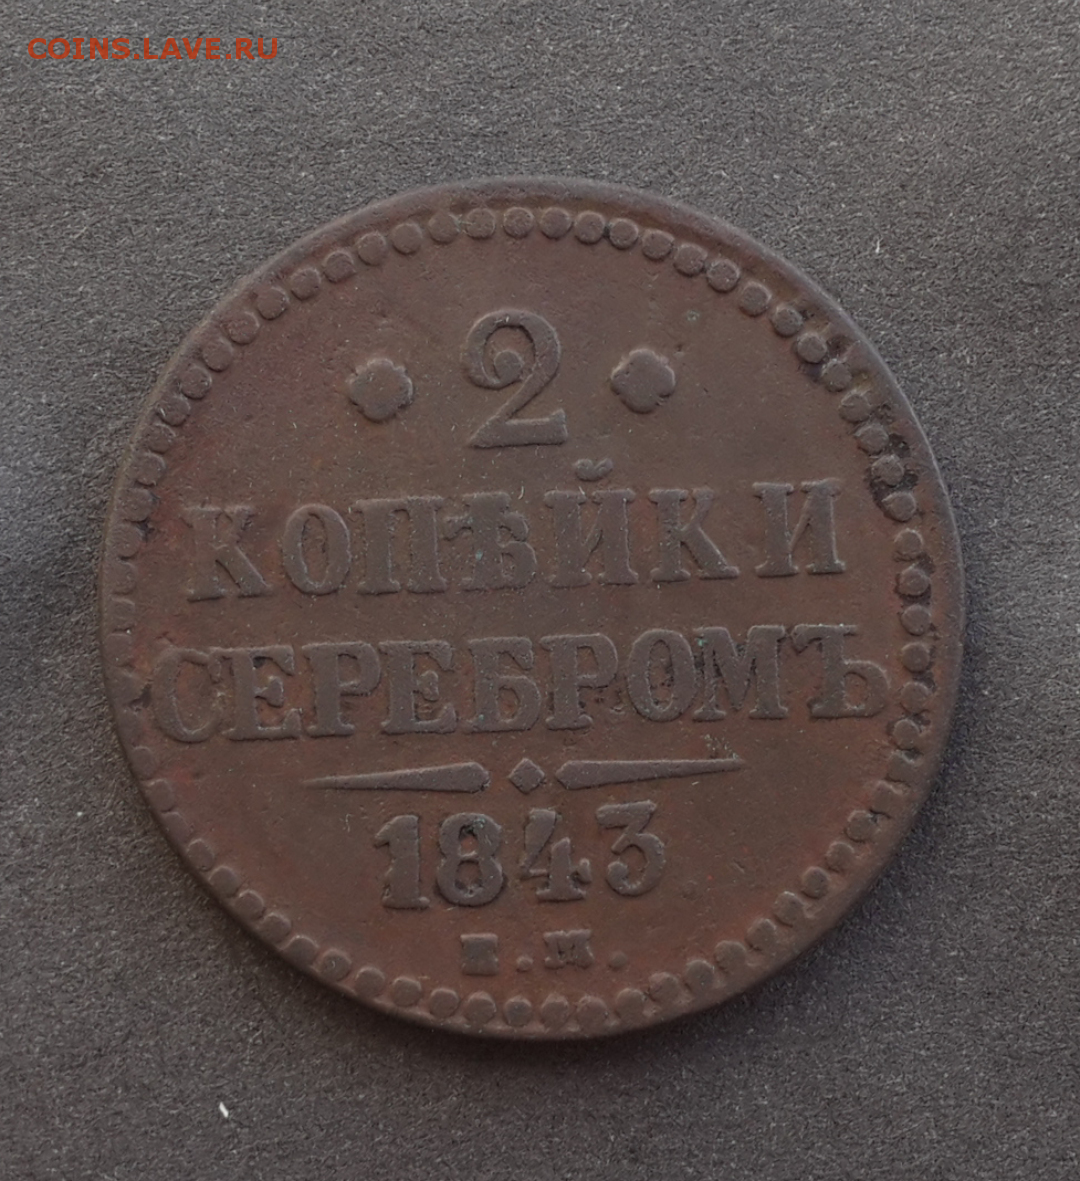 COINS.LAVE.RU
2
КОПѢЙКИ
СЕРЕБРОМЪ
1843
Е.М.